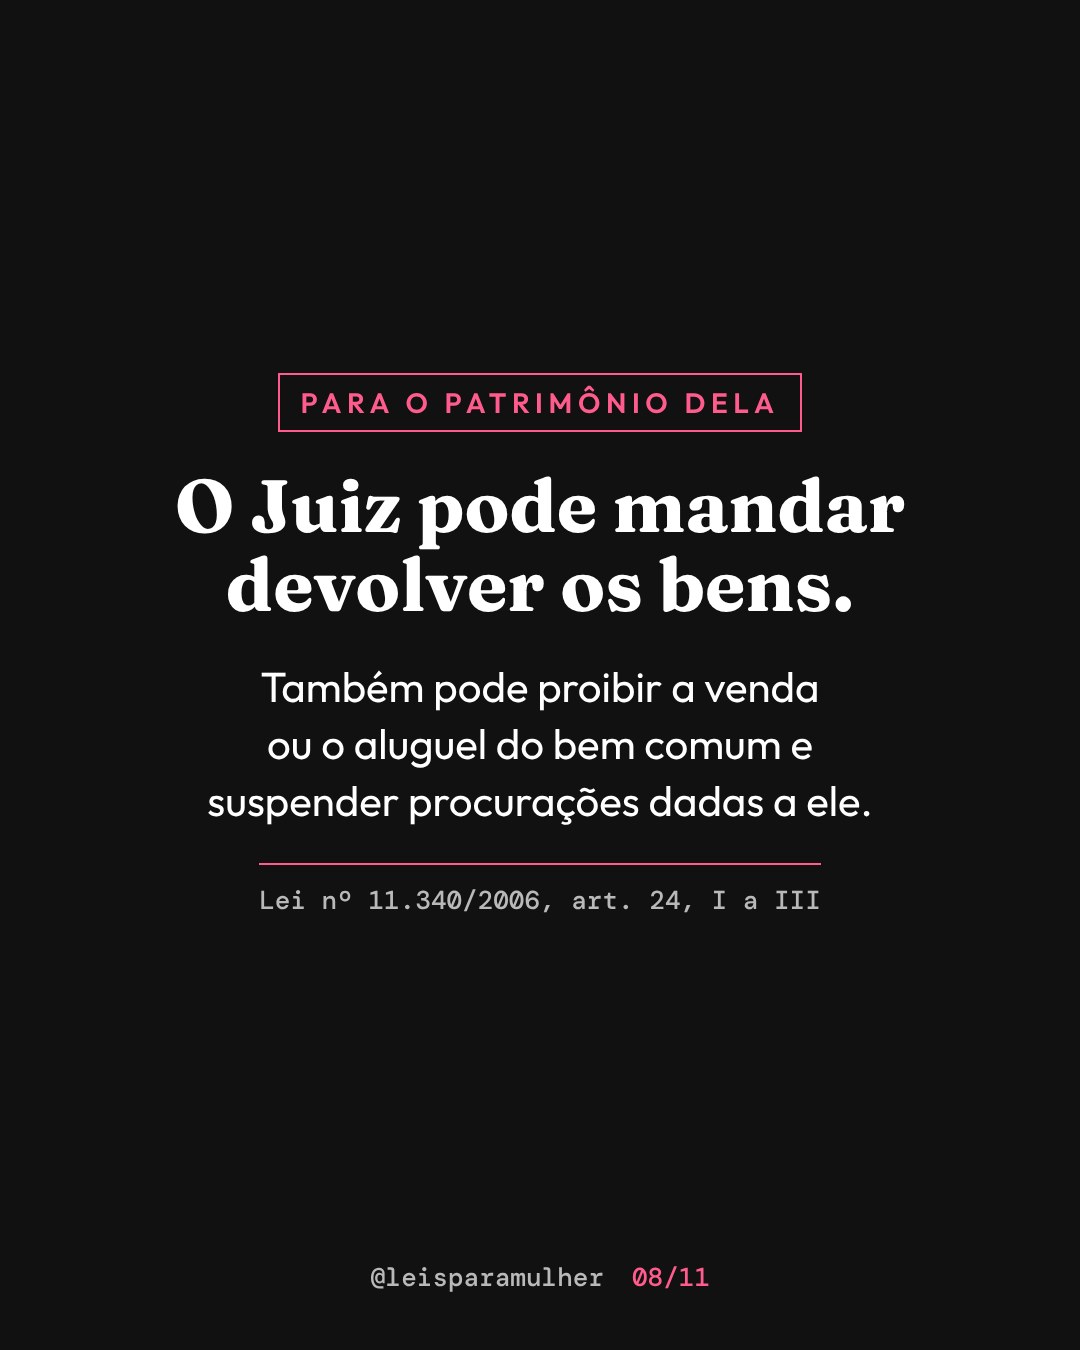 PARA O PATRIMÔNIO DELA
O Juiz pode mandar
devolver os bens.
Também pode proibir a venda
ou o aluguel do bem comum e
suspender procurações dadas a ele.
Lei nº 11.340/2006, art. 24, I a III
@leisparamulher 08/11